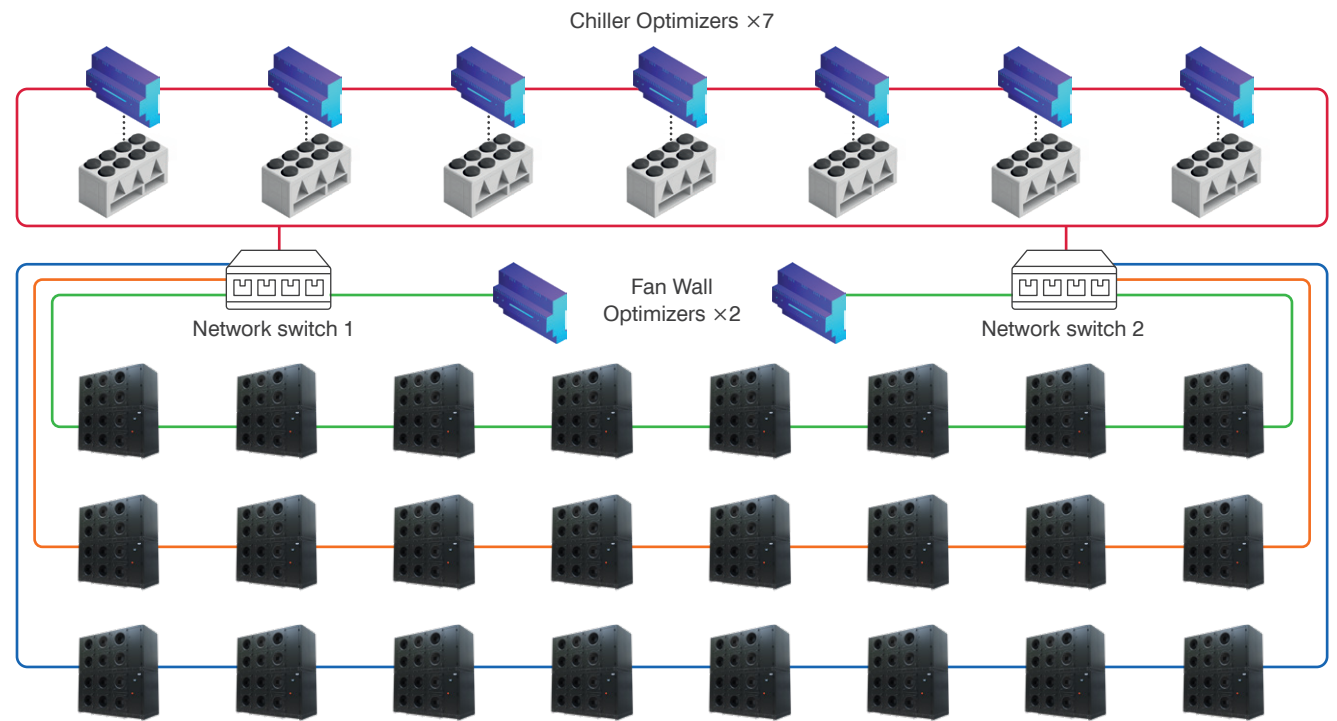 Chiller Optimizers ×7
Fan Wall
Optimizers ×2
Network switch 1
Network switch 2